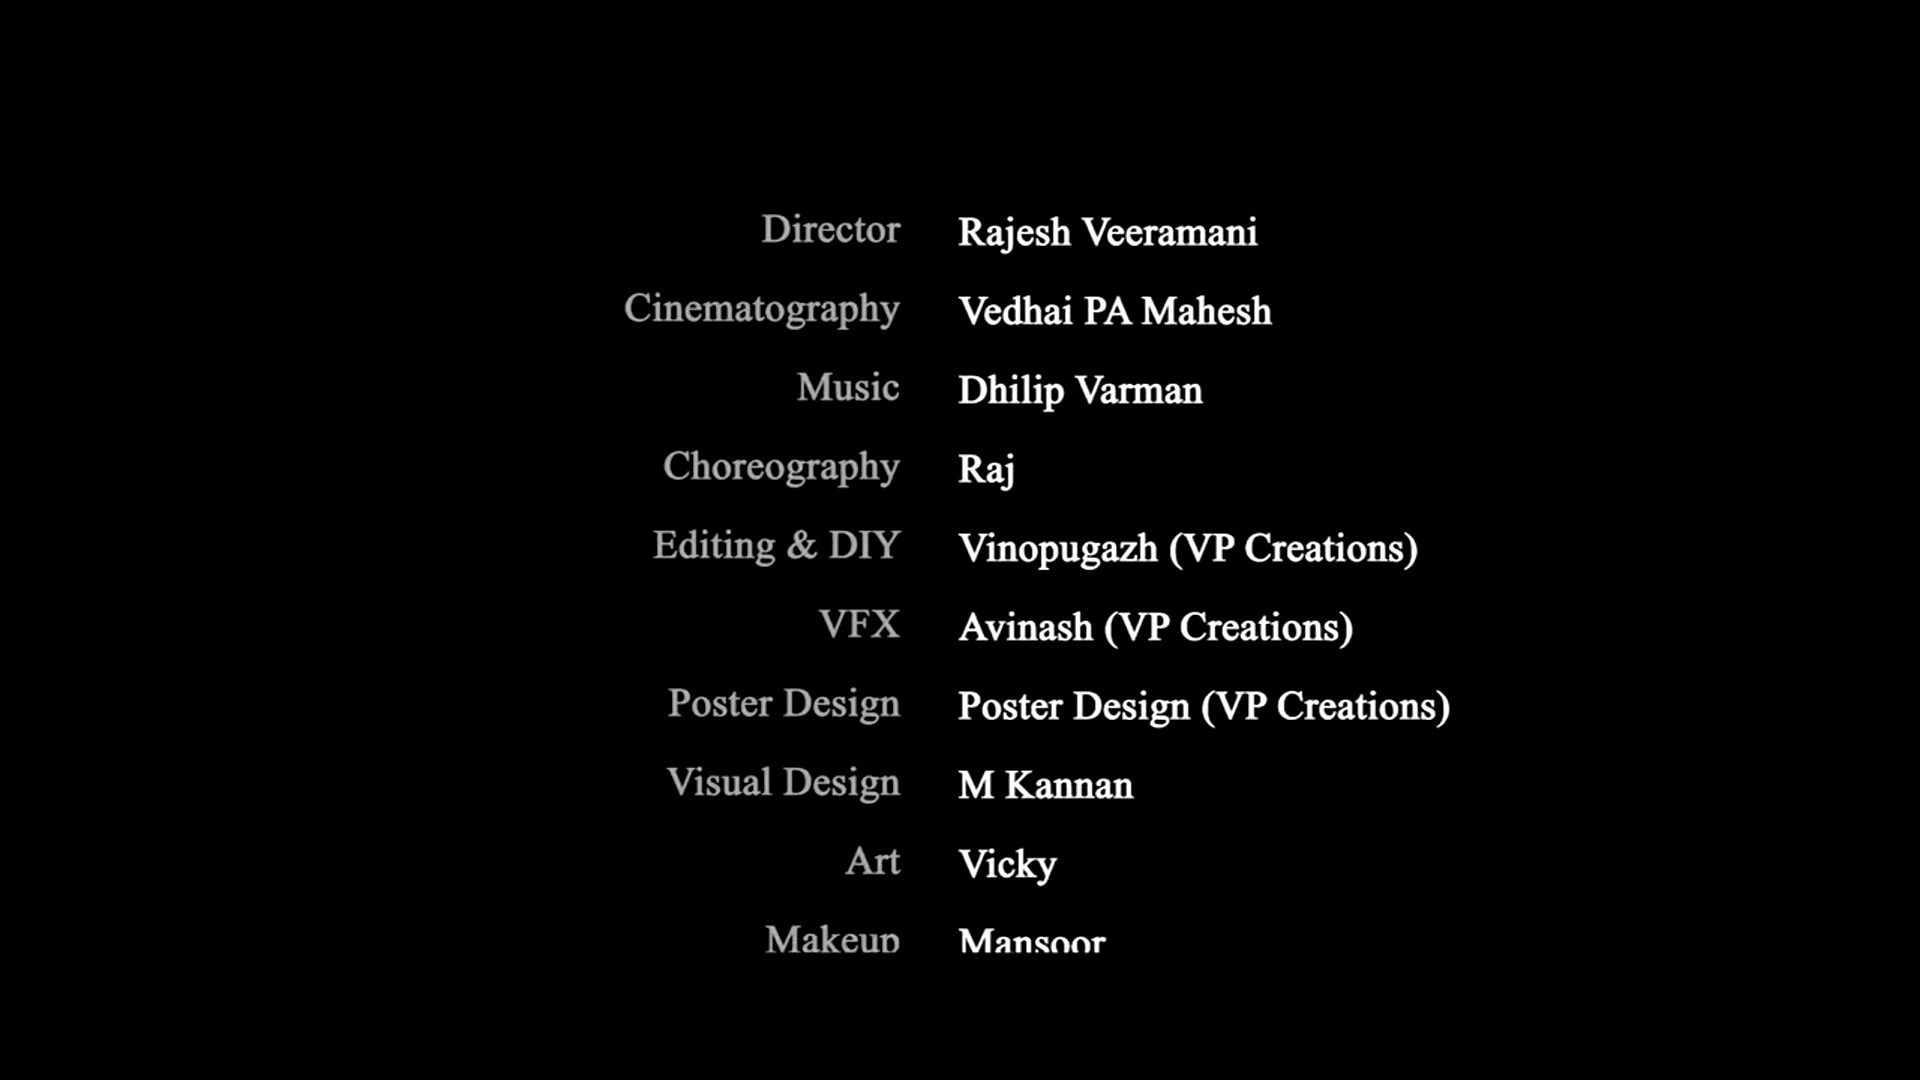 Director Rajesh Veeramani
Cinematography Vedhai PA Mahesh
Music Dhilip Varman
Choreography Raj
Editing & DIY Vinopugazh (VP Creations)
VFX Avinash (VP Creations)
Poster Design Poster Design (VP Creations)
Visual Design M Kannan
Art Vicky
Makeup Mansoor